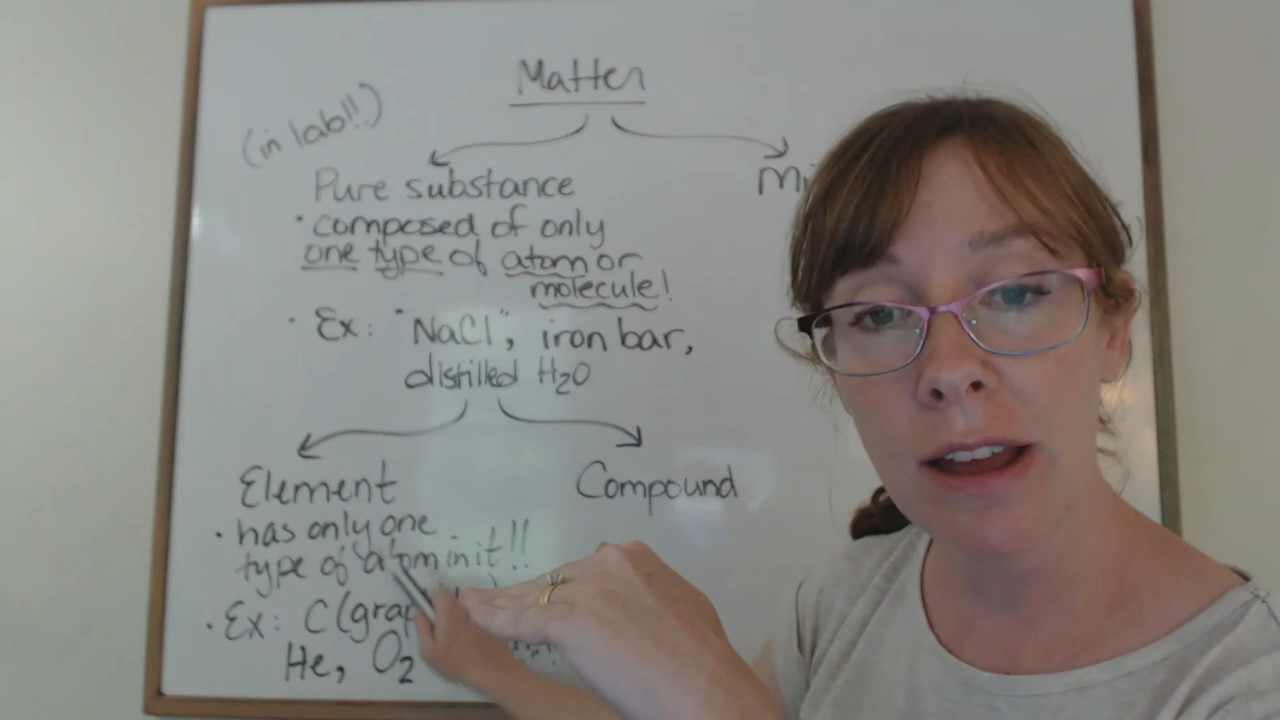 Matter
(in lab!!)
Pure substance
• composed of only
one type of atom or
molecule!
• Ex: "NaCl", iron bar,
distilled H₂O
Element
Compound
• has only one
type of "atom in it!!
• Ex:
He, O₂